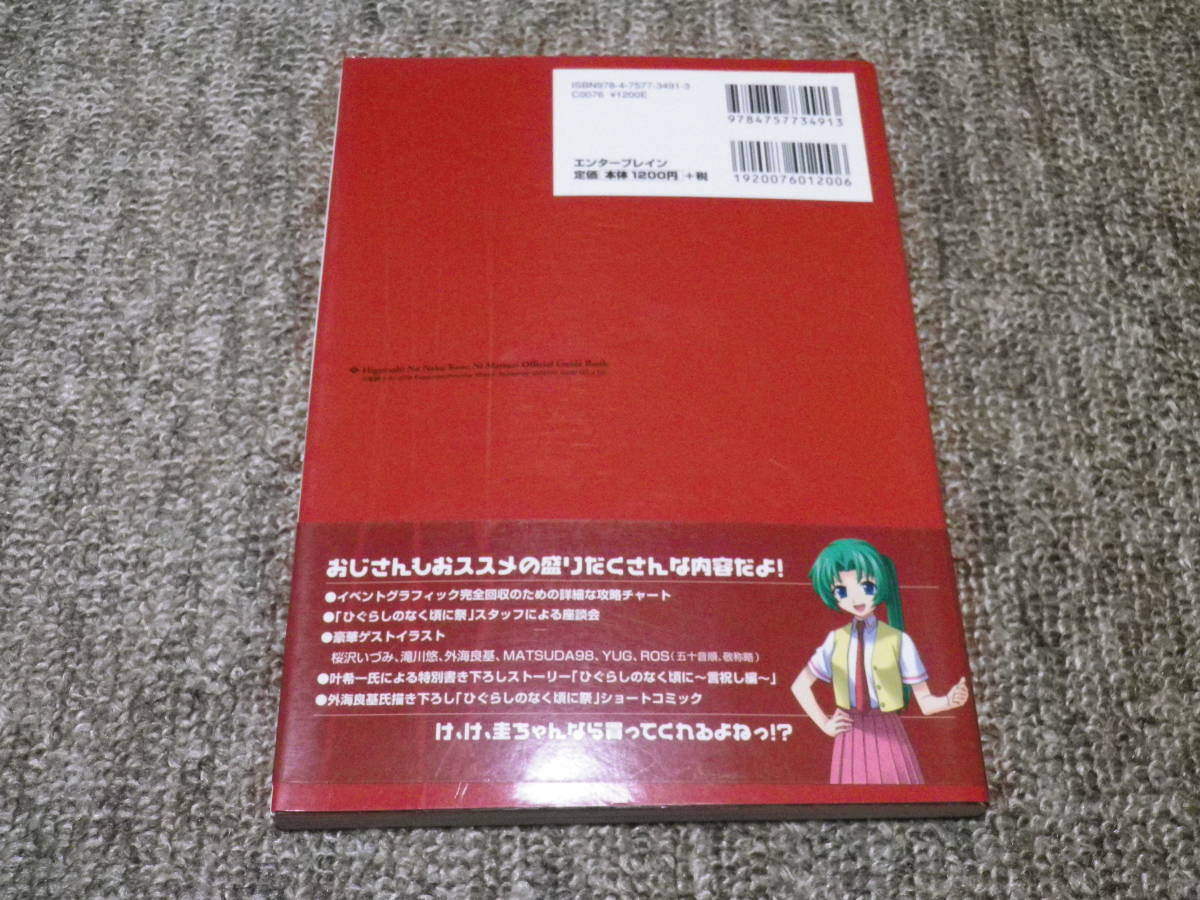 ISBN978-4-7577-3491-3
C0076 ¥1200E
9784757734913
エンターブレイン
定価 本体 1200円 +税
1920076012006
Higurashi No Naku Koro Ni Matsuri Official Guide Book
おじさんもおススメの盛りだくさんな内容だよ!
●イベントグラフィック完全回収のための詳細な攻略チャート
●「ひぐらしのなく頃に祭」スタッフによる座談会
●豪華ゲストイラスト
桜沢いづみ、滝川悠、外海良基、MATSUDA98、YUG、ROS(五十音順、敬称略)
●叶希一氏による特別書き下ろしストーリー「ひぐらしのなく頃に〜言祝し編〜」
●外海良基氏描き下ろし「ひぐらしのなく頃に祭」ショートコミック
け、け、圭ちゃんなら買ってくれるよねっ!?